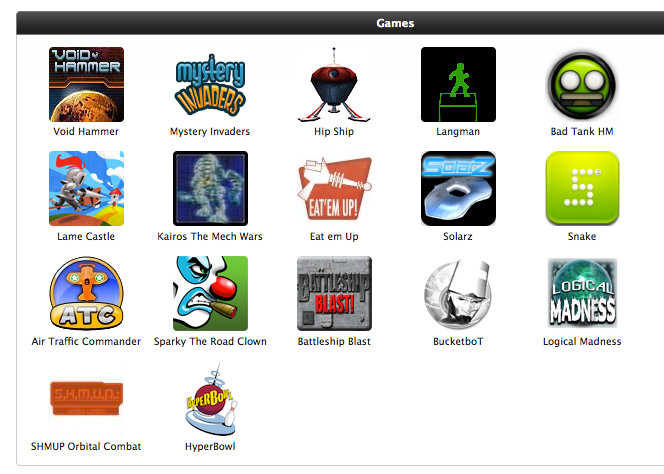 Games
VOID
HAMMER
mystery
INVADERS
Void Hammer
Mystery Invaders
Hip Ship
Langman
Bad Tank HM
EAT'EM UP!
SOLARZ
S
Lame Castle
Kairos The Mech Wars
Eat em Up
Solarz
Snake
ATC
BATTLESHIP
BLAST!
LOGICAL
MADNESS
Air Traffic Commander
Sparky The Road Clown
Battleship Blast
BucketboT
Logical Madness
S.H.M.U.P.
HYPERBOWL
SHMUP Orbital Combat
HyperBowl